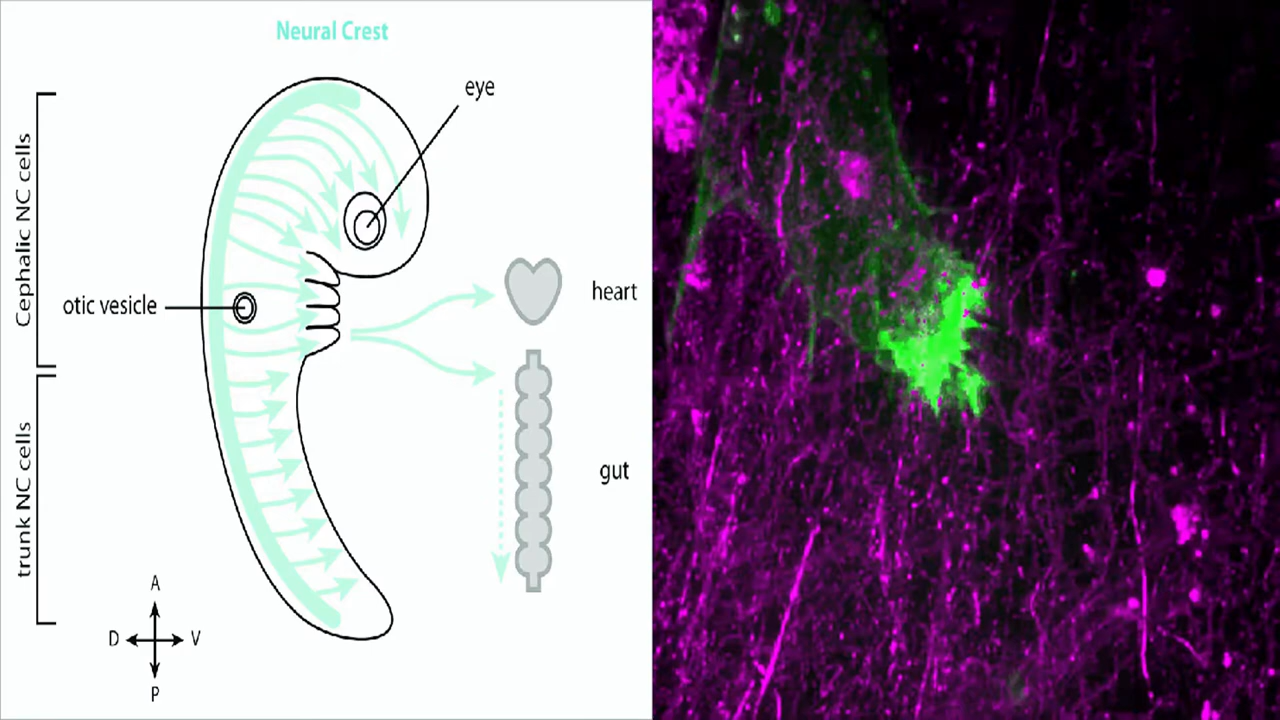 Neural Crest
eye
Cephalic NC cells
otic vesicle
heart
trunk NC cells
gut
A
D
V
P